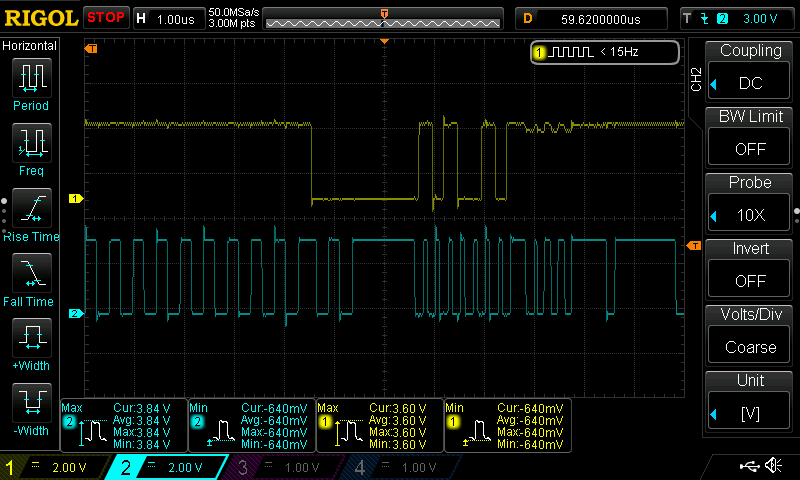 RIGOL STOP H 1.00us 50.0MSa/s D 59.6200000us T 2 3.00 V
3.00M pts
T
Horizontal
Period
Freq
Rise Time
Fall Time
+Width
-Width
T
1 < 15Hz
1
2
T
CH2
Coupling
DC
BW Limit
OFF
Probe
10X
Invert
OFF
Volts/Div
Coarse
Unit
[V]
Max Cur:3.84 V Min Cur:-640mV Max Cur:3.60 V Min Cur:-640mV
2 Avg:3.84 V 2 Avg:-640mV 1 Avg:3.60 V 1 Avg:-640mV
Max:3.84 V Max:-640mV Max:3.60 V Max:-640mV
Min:3.84 V Min:-640mV Min:3.60 V Min:-640mV
1 2.00 V 2 2.00 V 3 1.00 V 4 1.00 V